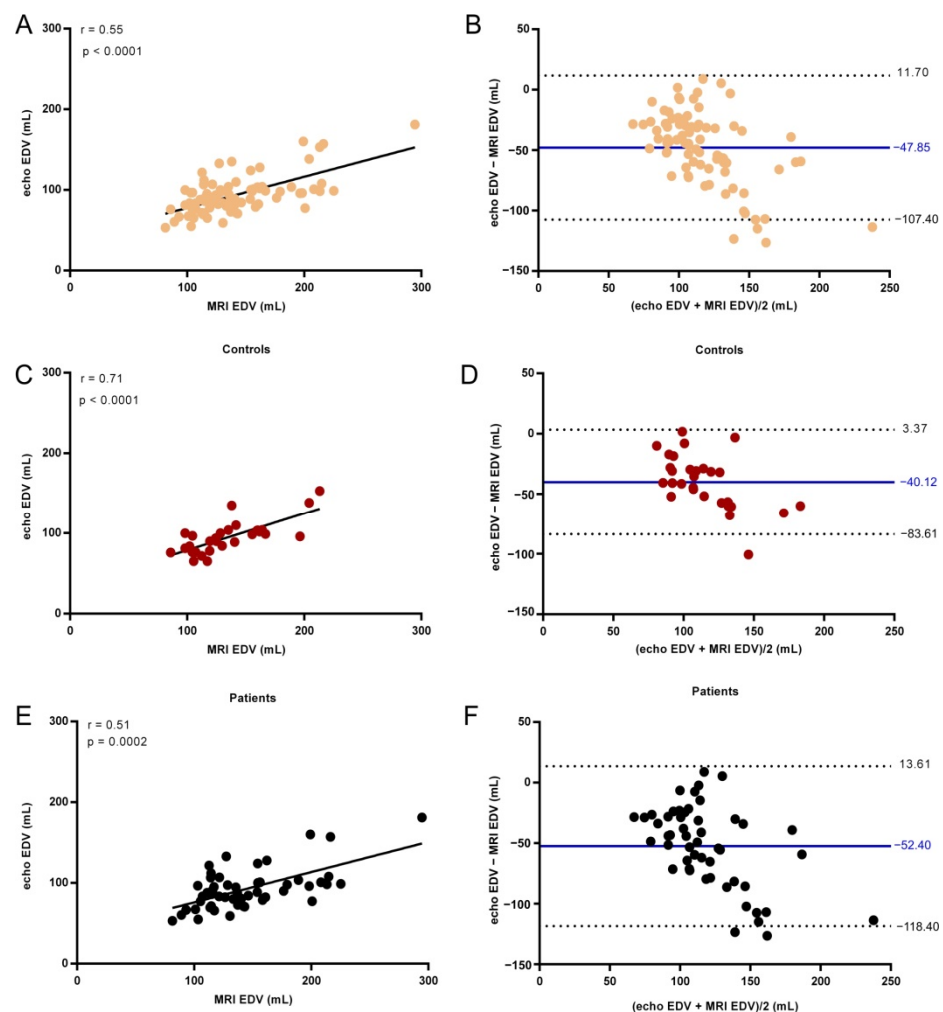 A
r = 0.55
p < 0.0001
300
200
100
0
echo EDV (mL)
0 100 200 300
MRI EDV (mL)
B
50
0
−50
−100
−150
echo EDV − MRI EDV (mL)
11.70
−47.85
−107.40
0 50 100 150 200 250
(echo EDV + MRI EDV)/2 (mL)
Controls
C
r = 0.71
p < 0.0001
300
200
100
0
echo EDV (mL)
0 100 200 300
MRI EDV (mL)
Controls
D
50
0
−50
−100
−150
echo EDV − MRI EDV (mL)
3.37
−40.12
−83.61
0 50 100 150 200 250
(echo EDV + MRI EDV)/2 (mL)
Patients
E
r = 0.51
p = 0.0002
300
200
100
0
echo EDV (mL)
0 100 200 300
MRI EDV (mL)
Patients
F
50
0
−50
−100
−150
echo EDV − MRI EDV (mL)
13.61
−52.40
−118.40
0 50 100 150 200 250
(echo EDV + MRI EDV)/2 (mL)